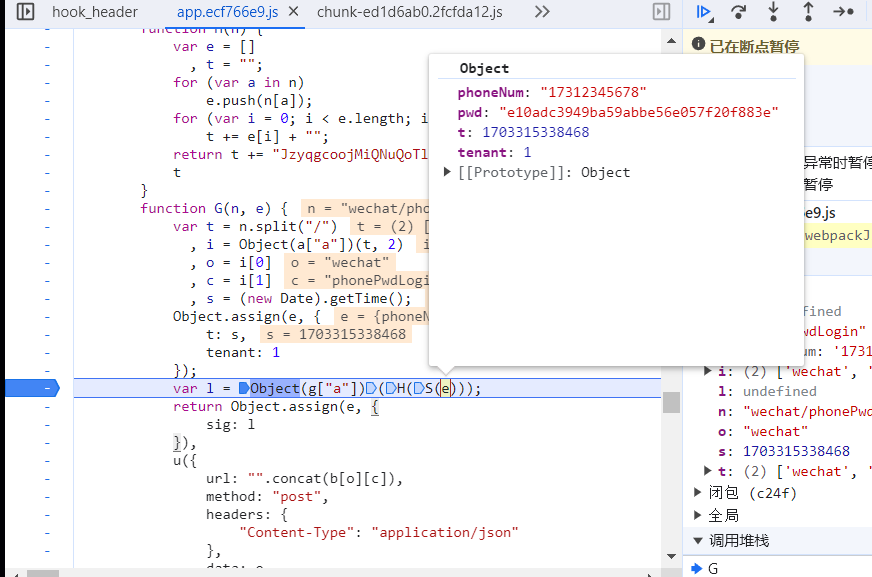 hook_header app.ecf766e9.js × chunk-ed1d6ab0.2fcfda12.js »
已在断点暂停
var e = []
, t = "";
for (var a in n)
e.push(n[a]);
for (var i = 0; i < e.length; i
t += e[i] + "";
return t += "JzyqgcoojMiQNuQoTl
t
}
function G(n, e) { n = "wechat/pho
var t = n.split("/") t = (2) [
, i = Object(a["a"])(t, 2) i
, o = i[0] o = "wechat"
, c = i[1] c = "phonePwdLogi
, s = (new Date).getTime();
Object.assign(e, { e = {phoneN
t: s, s = 1703315338468
tenant: 1
});
var l = Object(g["a"])(H(S(e)));
return Object.assign(e, {
sig: l
}),
u({
url: "".concat(b[o][c]),
method: "post",
headers: {
"Content-Type": "application/json"
},
Object
phoneNum: "17312345678"
pwd: "e10adc3949ba59abbe56e057f20f883e"
t: 1703315338468
tenant: 1
[[Prototype]]: Object
异常时暂停
暂停
e9.js
webpackJ
fined
wdLogin"
um: '1731
i: (2) ['wechat', '
l: undefined
n: "wechat/phonePwd
o: "wechat"
s: 1703315338468
t: (2) ['wechat', '
闭包 (c24f)
全局
调用堆栈
G